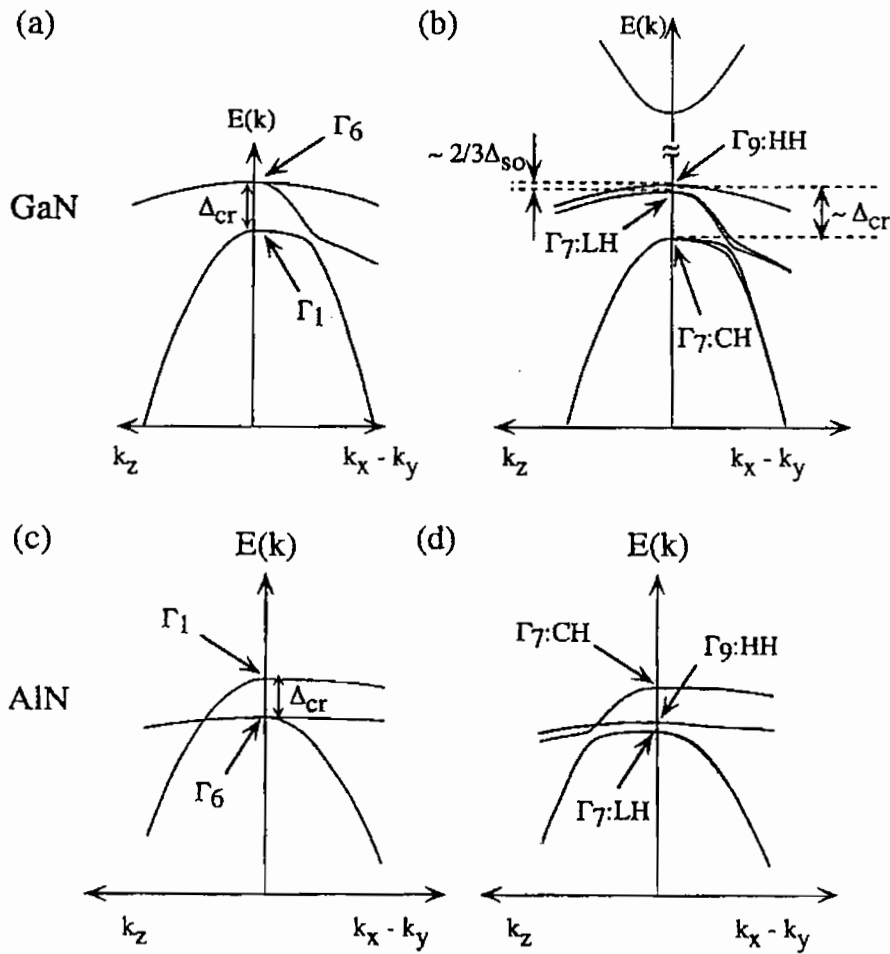 (a)
E(k)
Γ6
GaN
Δcr
Γ1
kz
kx - ky
(b)
E(k)
≈
~ 2/3Δso
Γ9:HH
~ Δcr
Γ7:LH
Γ7:CH
kz
kx - ky
(c)
E(k)
Γ1
AlN
Δcr
Γ6
kz
kx - ky
(d)
E(k)
Γ7:CH
Γ9:HH
Γ7:LH
kz
kx - ky